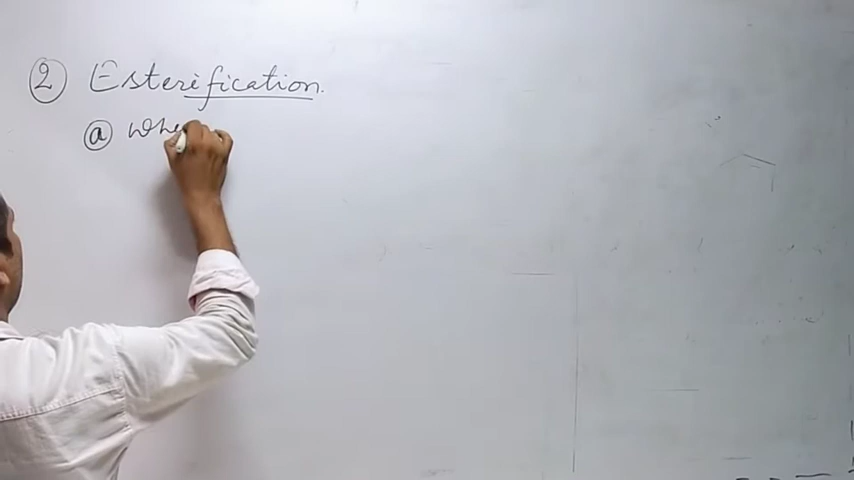 ② Esterification.
ⓐ Whe